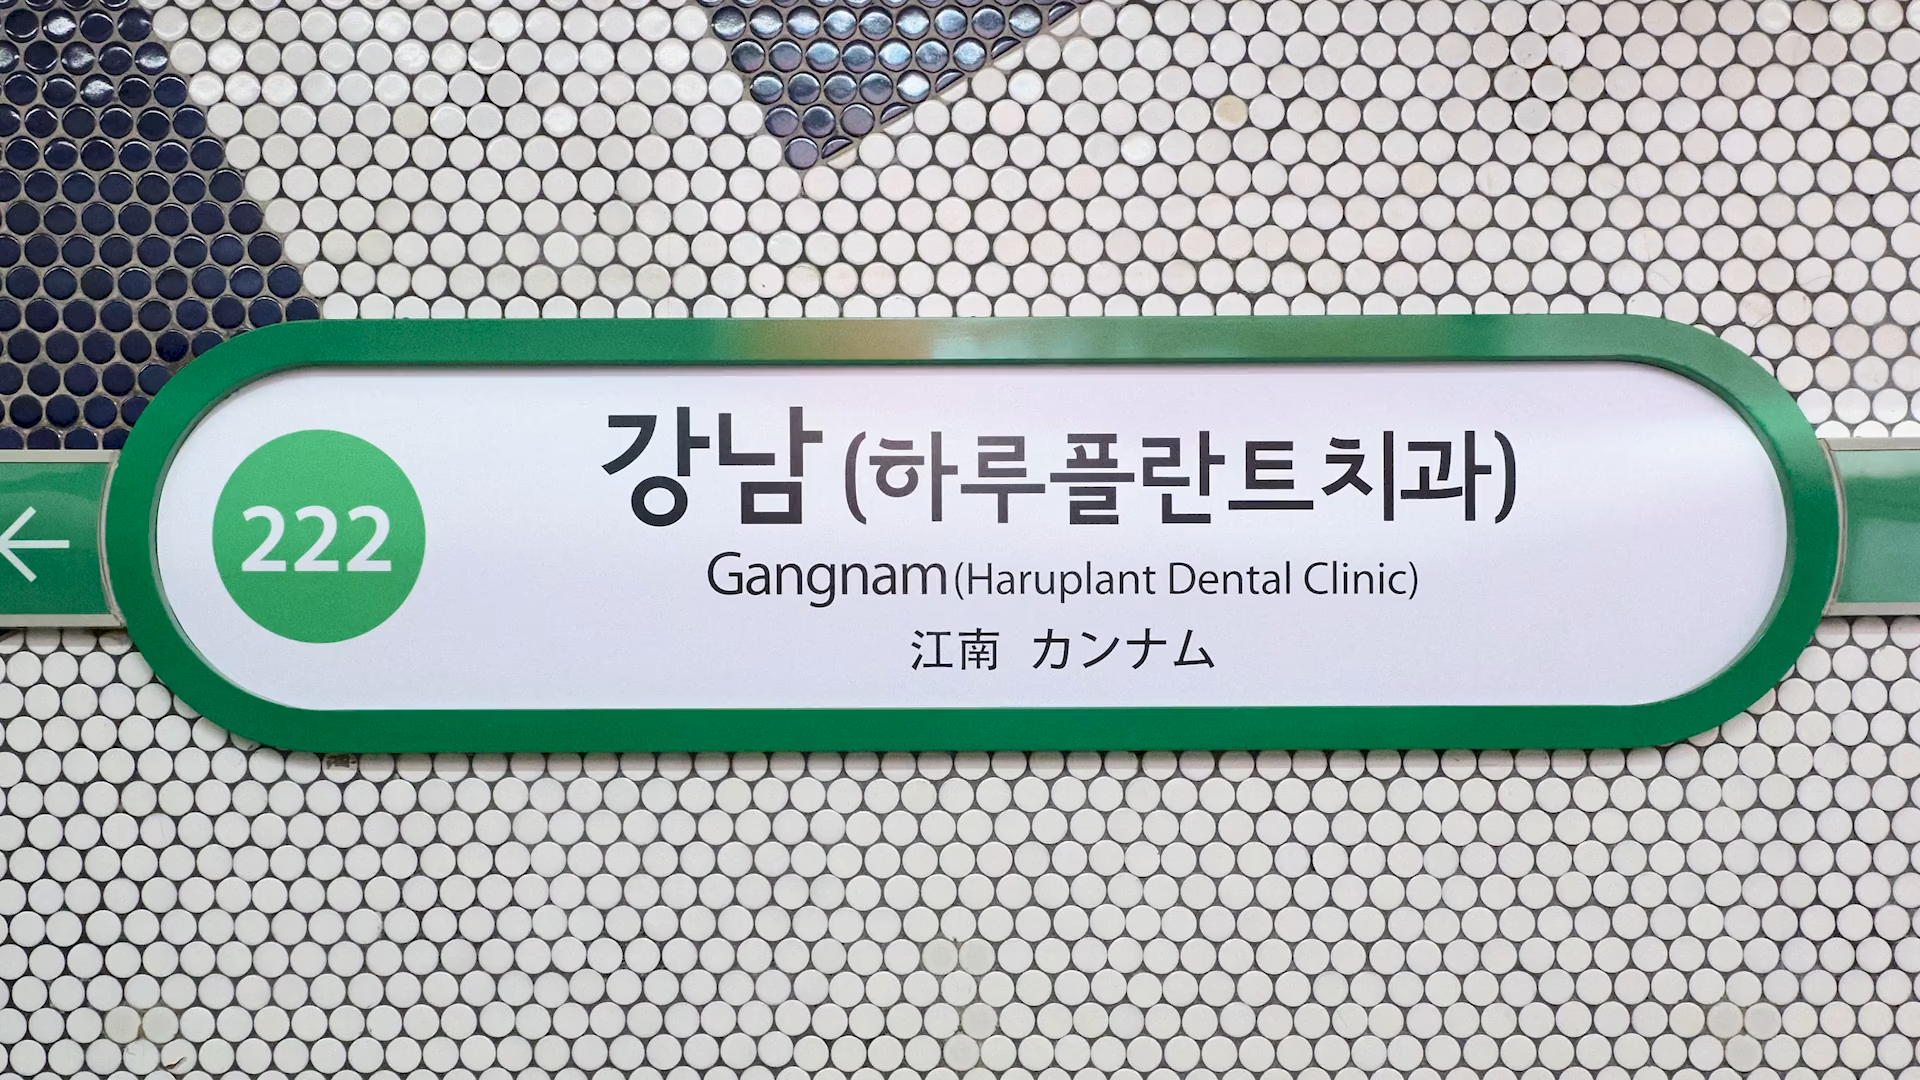 222
강남 (하루플란트치과)
Gangnam (Haruplant Dental Clinic)
江南 カンナム